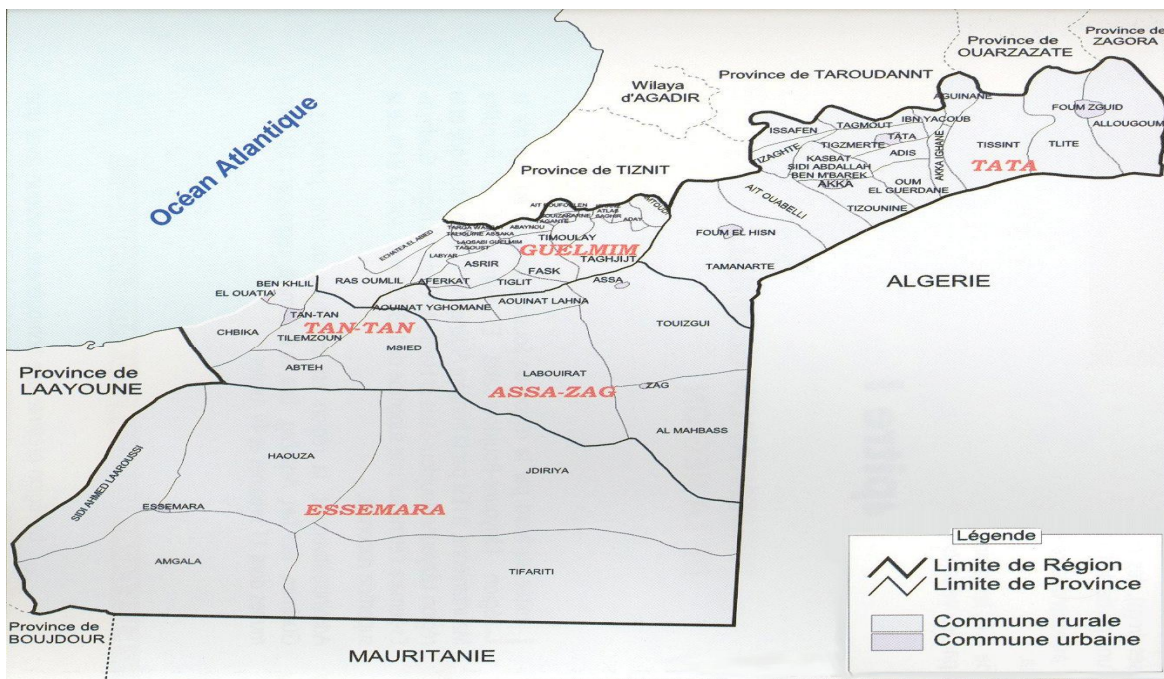 Province de
OUARZAZATE
Province de
ZAGORA
Province de TAROUDANNT
Wilaya
d'AGADIR
Océan Atlantique
Province de TIZNIT
AGUINANE
FOUM ZGUID
ALLOUGOUM
IBN YACOUB
TAGMOUT
ISSAFEN
TATA
TIGZMERTE
TISSINT
TLITE
ADIS
AKKA IGHANE
KASBAT
SIDI ABDALLAH
BEN M'BAREK
AKKA
TATA
OUM
EL GUERDANE
TIZOUNINE
AIT OUABELLI
FOUM EL HISN
TAMANARTE
ADAY
ABAYNOU
TIMOULAY
GUELMIM
TAGHJIJT
LABYAR
ASRIR
FASK
RAS OUMLIL
AFERKAT
TIGLIT
ASSA
ALGERIE
BEN KHLIL
EL OUATIA
AOUINAT YGHOMANE
AOUINAT LAHNA
TAN-TAN
TAN-TAN
CHBIKA
TILEMZOUN
MSIED
ABTEH
TOUIZGUI
LABOUIRAT
ZAG
ASSA-ZAG
AL MAHBASS
Province de
LAAYOUNE
HAOUZA
JDIRIYA
SIDI AHMED LAAROUSSI
ESSEMARA
ESSEMARA
AMGALA
TIFARITI
Province de
BOUJDOUR
MAURITANIE
Légende
Limite de Région
Limite de Province
Commune rurale
Commune urbaine